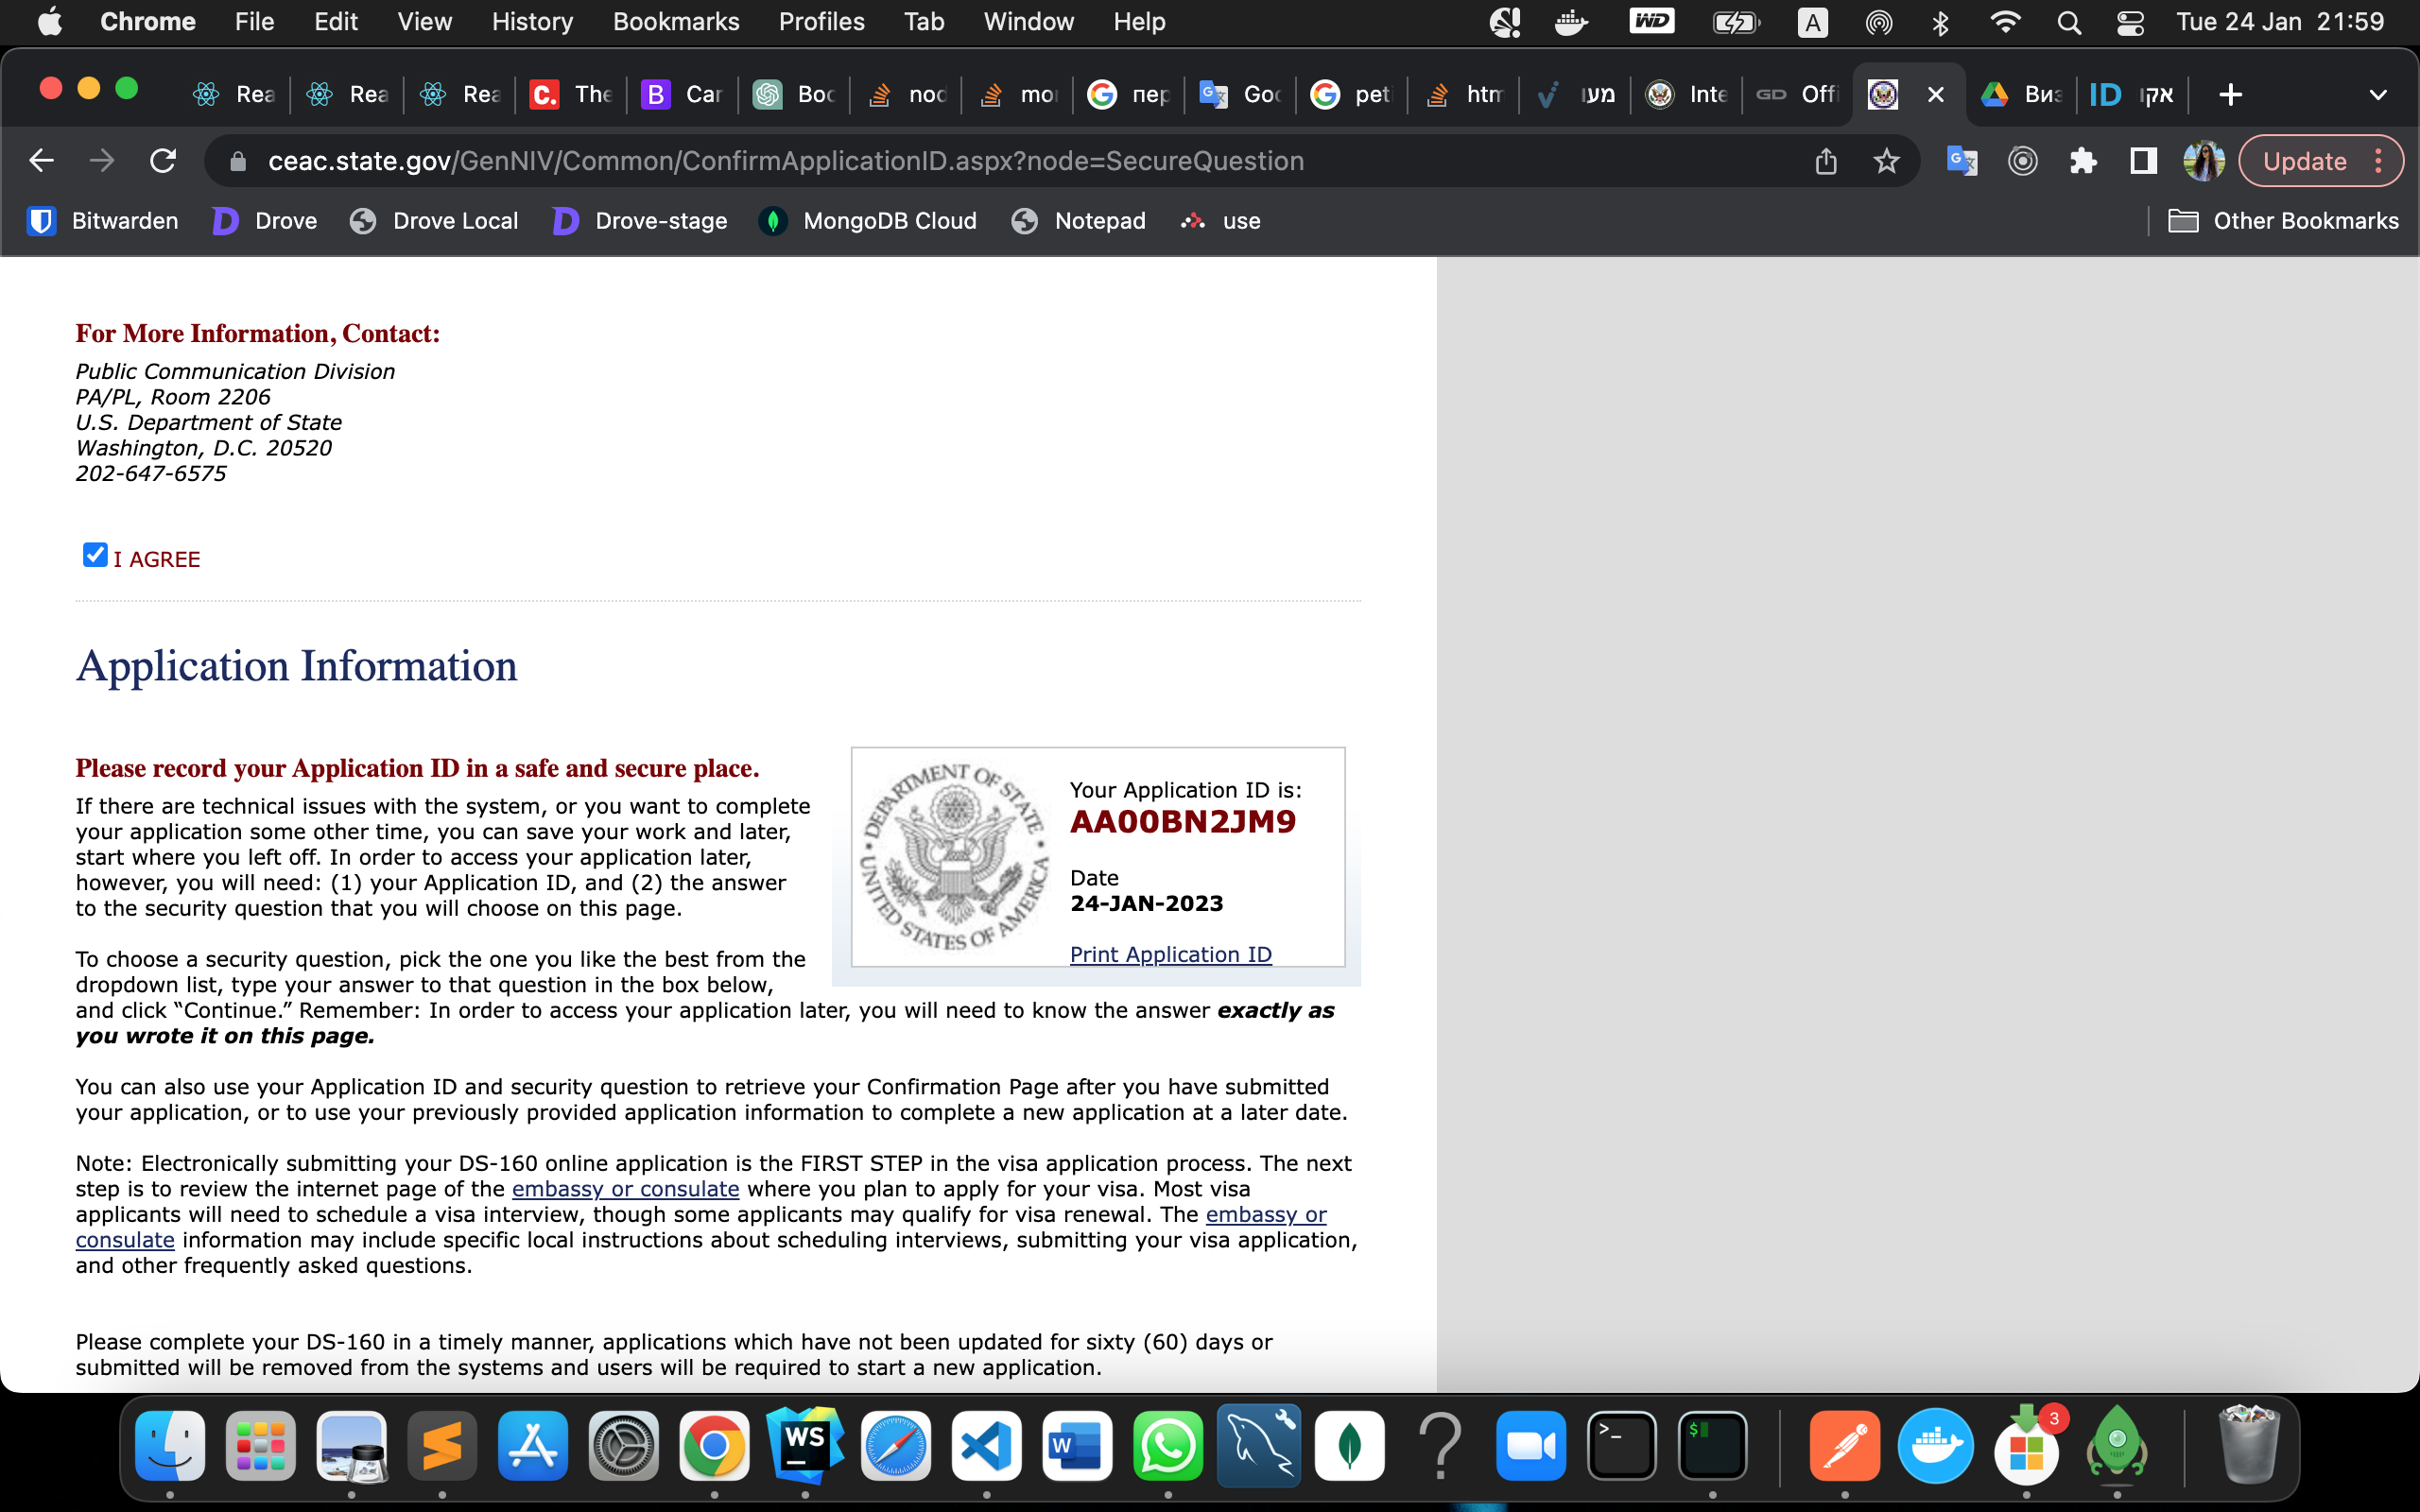 Chrome File Edit View History Bookmarks Profiles Tab Window Help WD A Tue 24 Jan 21:59
Rea Rea Rea C. The B Car Boo nod mor G пер Goo G peti htm מעו Inte GD Offi Виз ID אקו
ceac.state.gov/GenNIV/Common/ConfirmApplicationID.aspx?node=SecureQuestion Update
Bitwarden Drove Drove Local Drove-stage MongoDB Cloud Notepad use Other Bookmarks
For More Information, Contact:
Public Communication Division
PA/PL, Room 2206
U.S. Department of State
Washington, D.C. 20520
202-647-6575
I AGREE
Application Information
Please record your Application ID in a safe and secure place.
If there are technical issues with the system, or you want to complete
your application some other time, you can save your work and later,
start where you left off. In order to access your application later,
however, you will need: (1) your Application ID, and (2) the answer
to the security question that you will choose on this page.
DEPARTMENT OF STATE
UNITED STATES OF AMERICA
Your Application ID is:
AA00BN2JM9
Date
24-JAN-2023
Print Application ID
To choose a security question, pick the one you like the best from the
dropdown list, type your answer to that question in the box below,
and click “Continue.” Remember: In order to access your application later, you will need to know the answer exactly as
you wrote it on this page.
You can also use your Application ID and security question to retrieve your Confirmation Page after you have submitted
your application, or to use your previously provided application information to complete a new application at a later date.
Note: Electronically submitting your DS-160 online application is the FIRST STEP in the visa application process. The next
step is to review the internet page of the embassy or consulate where you plan to apply for your visa. Most visa
applicants will need to schedule a visa interview, though some applicants may qualify for visa renewal. The embassy or
consulate information may include specific local instructions about scheduling interviews, submitting your visa application,
and other frequently asked questions.
Please complete your DS-160 in a timely manner, applications which have not been updated for sixty (60) days or
submitted will be removed from the systems and users will be required to start a new application.
WS W 3